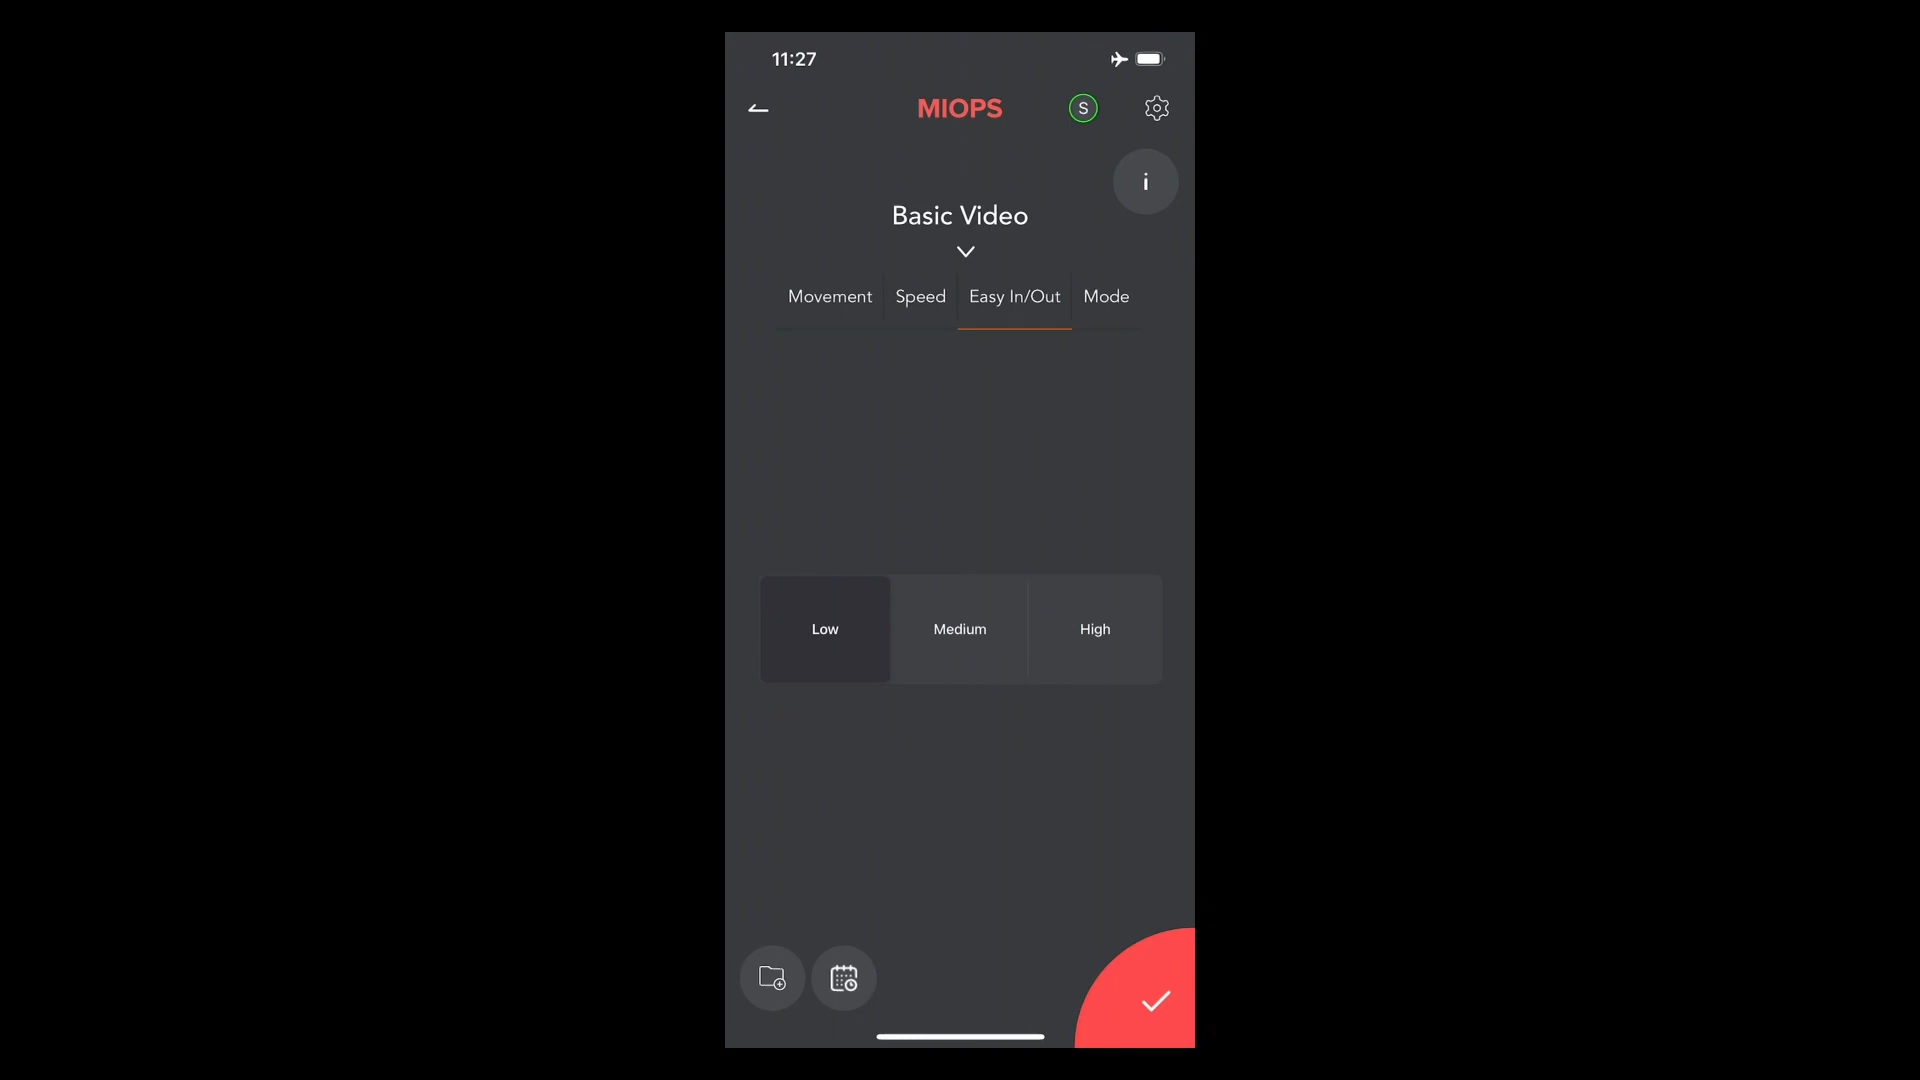 11:27
MIOPS
S
i
Basic Video
Movement Speed Easy In/Out Mode
Low Medium High